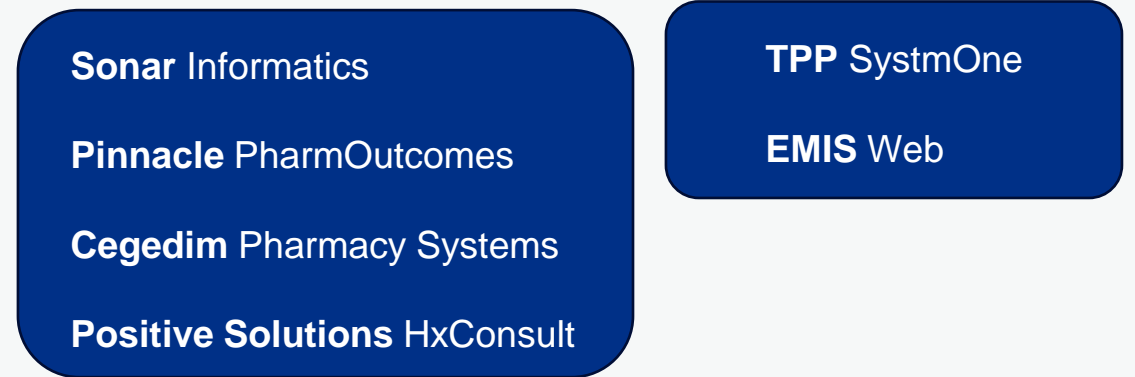 Sonar Informatics
Pinnacle PharmOutcomes
Cegedim Pharmacy Systems
Positive Solutions HxConsult
TPP SystmOne
EMIS Web